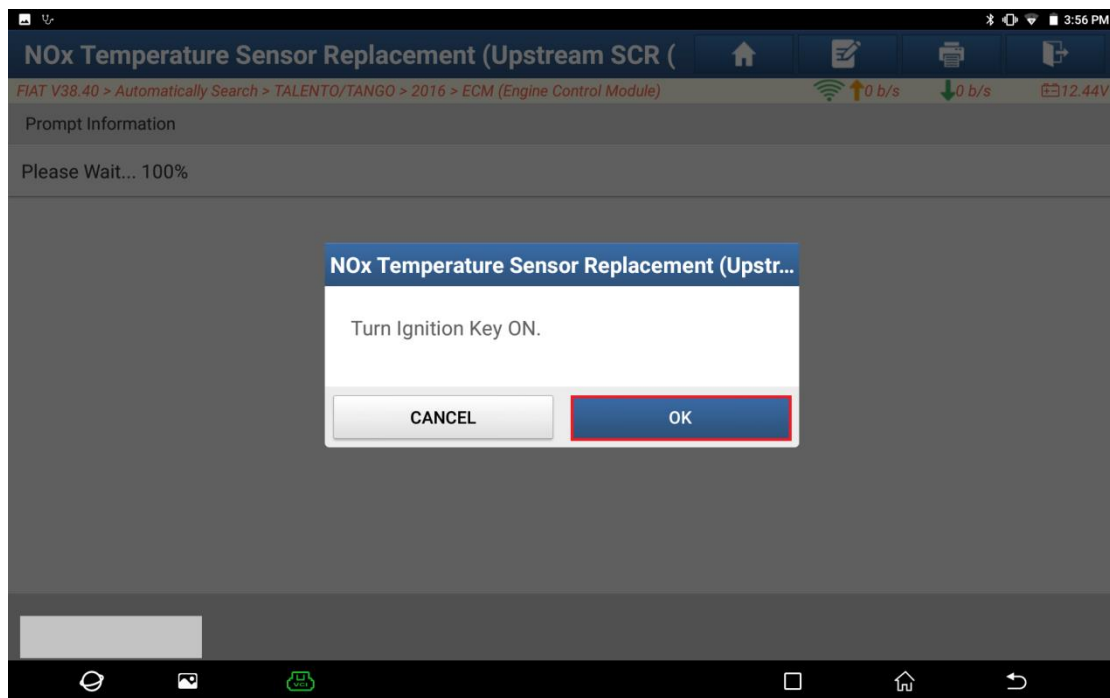 3:56 PM
NOx Temperature Sensor Replacement (Upstream SCR (
FIAT V38.40 > Automatically Search > TALENTO/TANGO > 2016 > ECM (Engine Control Module) 0 b/s 0 b/s 12.44V
Prompt Information
Please Wait... 100%
NOx Temperature Sensor Replacement (Upstr...
Turn Ignition Key ON.
CANCEL OK
VCI